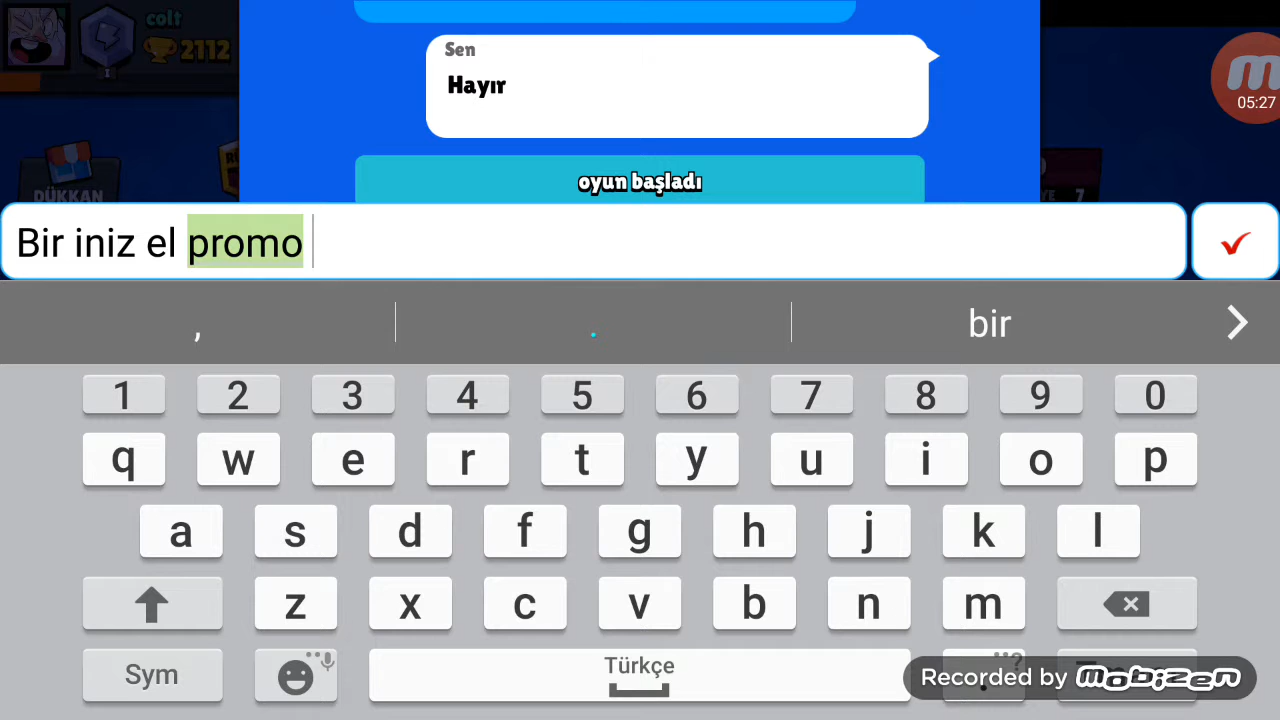 colt
2112
I
Sen
Hayır
05:27
oyun başladı
DÜKKAN
7
Bir iniz el promo
, . bir
1 2 3 4 5 6 7 8 9 0
q w e r t y u i o p
a s d f g h j k l
z x c v b n m
Sym Türkçe ?
Recorded by mobizen